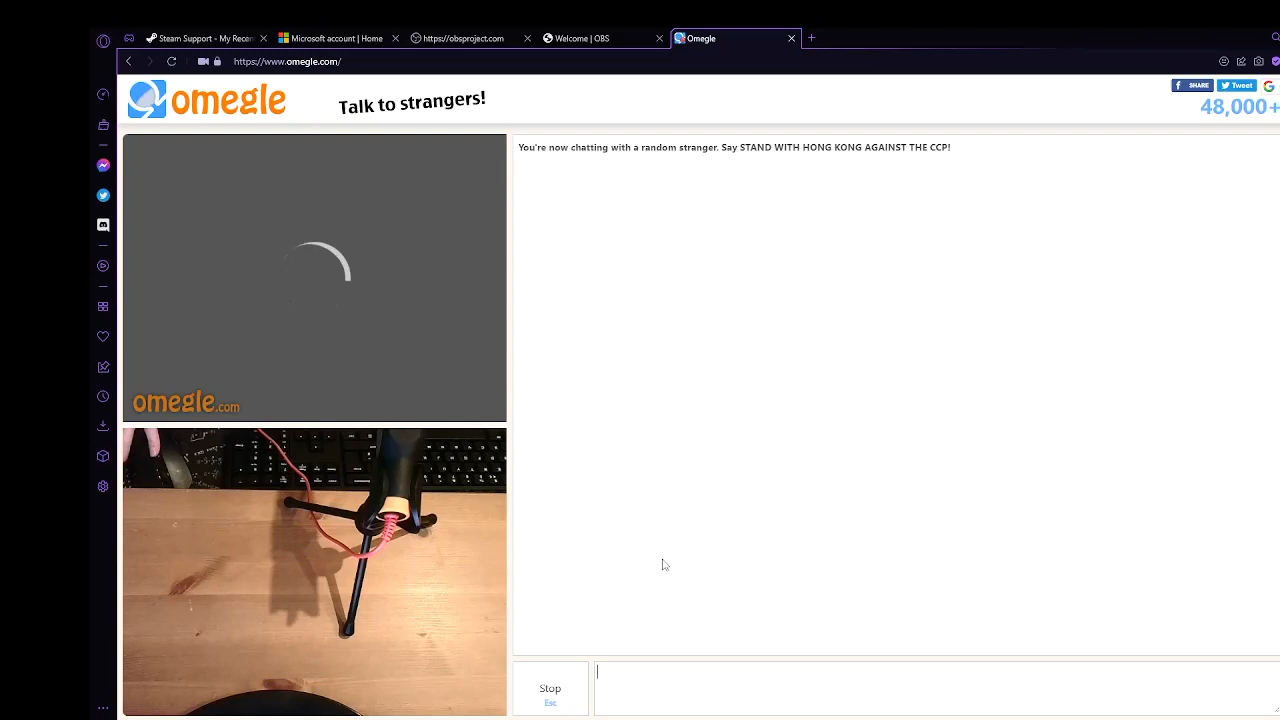 Steam Support - My Recen
Microsoft account | Home
https://obsproject.com
Welcome | OBS
Omegle
https://www.omegle.com/
omegle
Talk to strangers!
SHARE
Tweet
48,000+
You're now chatting with a random stranger. Say STAND WITH HONG KONG AGAINST THE CCP!
omegle.com
Stop
Esc